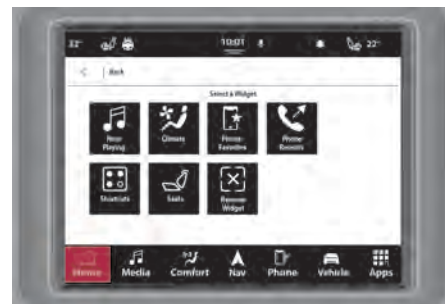 10:01
22°
Back
Select a Widget
Now
Playing
Climate
Phone
Favorites
Phone
Recents
Shortcuts
Seats
Remove
Widget
Home
Media
Comfort
Nav
Phone
Vehicle
Apps